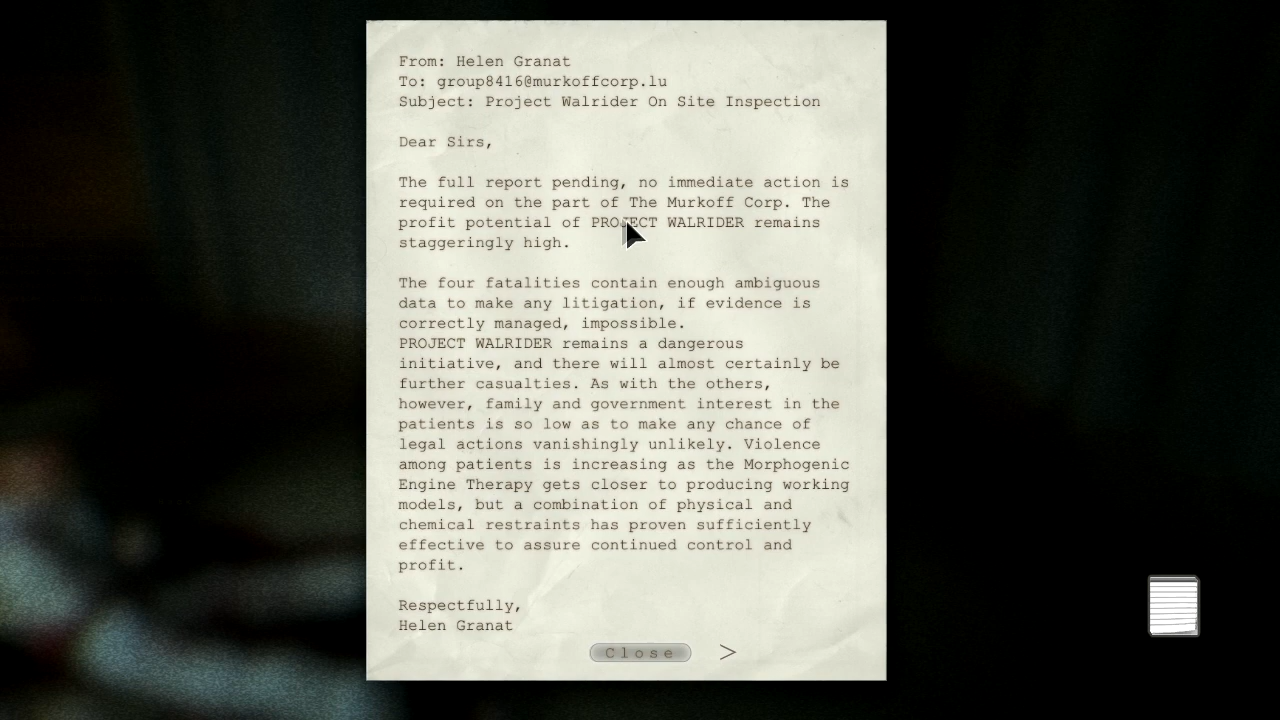 From: Helen Granat
To: group8416@murkoffcorp.lu
Subject: Project Walrider On Site Inspection
Dear Sirs,
The full report pending, no immediate action is
required on the part of The Murkoff Corp. The
profit potential of PROJECT WALRIDER remains
staggeringly high.
The four fatalities contain enough ambiguous
data to make any litigation, if evidence is
correctly managed, impossible.
PROJECT WALRIDER remains a dangerous
initiative, and there will almost certainly be
further casualties. As with the others,
however, family and government interest in the
patients is so low as to make any chance of
legal actions vanishingly unlikely. Violence
among patients is increasing as the Morphogenic
Engine Therapy gets closer to producing working
models, but a combination of physical and
chemical restraints has proven sufficiently
effective to assure continued control and
profit.
Respectfully,
Helen Granat
Close >